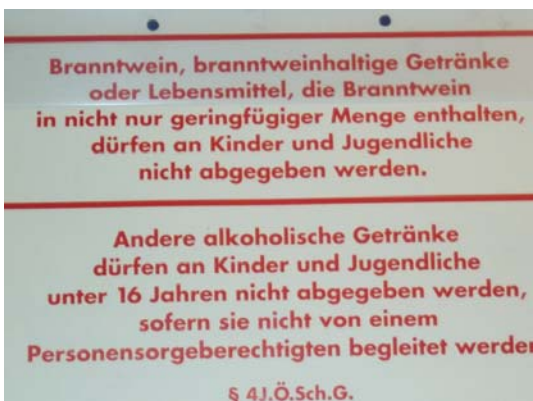 Branntwein, branntweinhaltige Getränke
oder Lebensmittel, die Branntwein
in nicht nur geringfügiger Menge enthalten,
dürfen an Kinder und Jugendliche
nicht abgegeben werden.
Andere alkoholische Getränke
dürfen an Kinder und Jugendliche
unter 16 Jahren nicht abgegeben werden,
sofern sie nicht von einem
Personensorgeberechtigten begleitet werden
§ 4J.Ö.Sch.G.